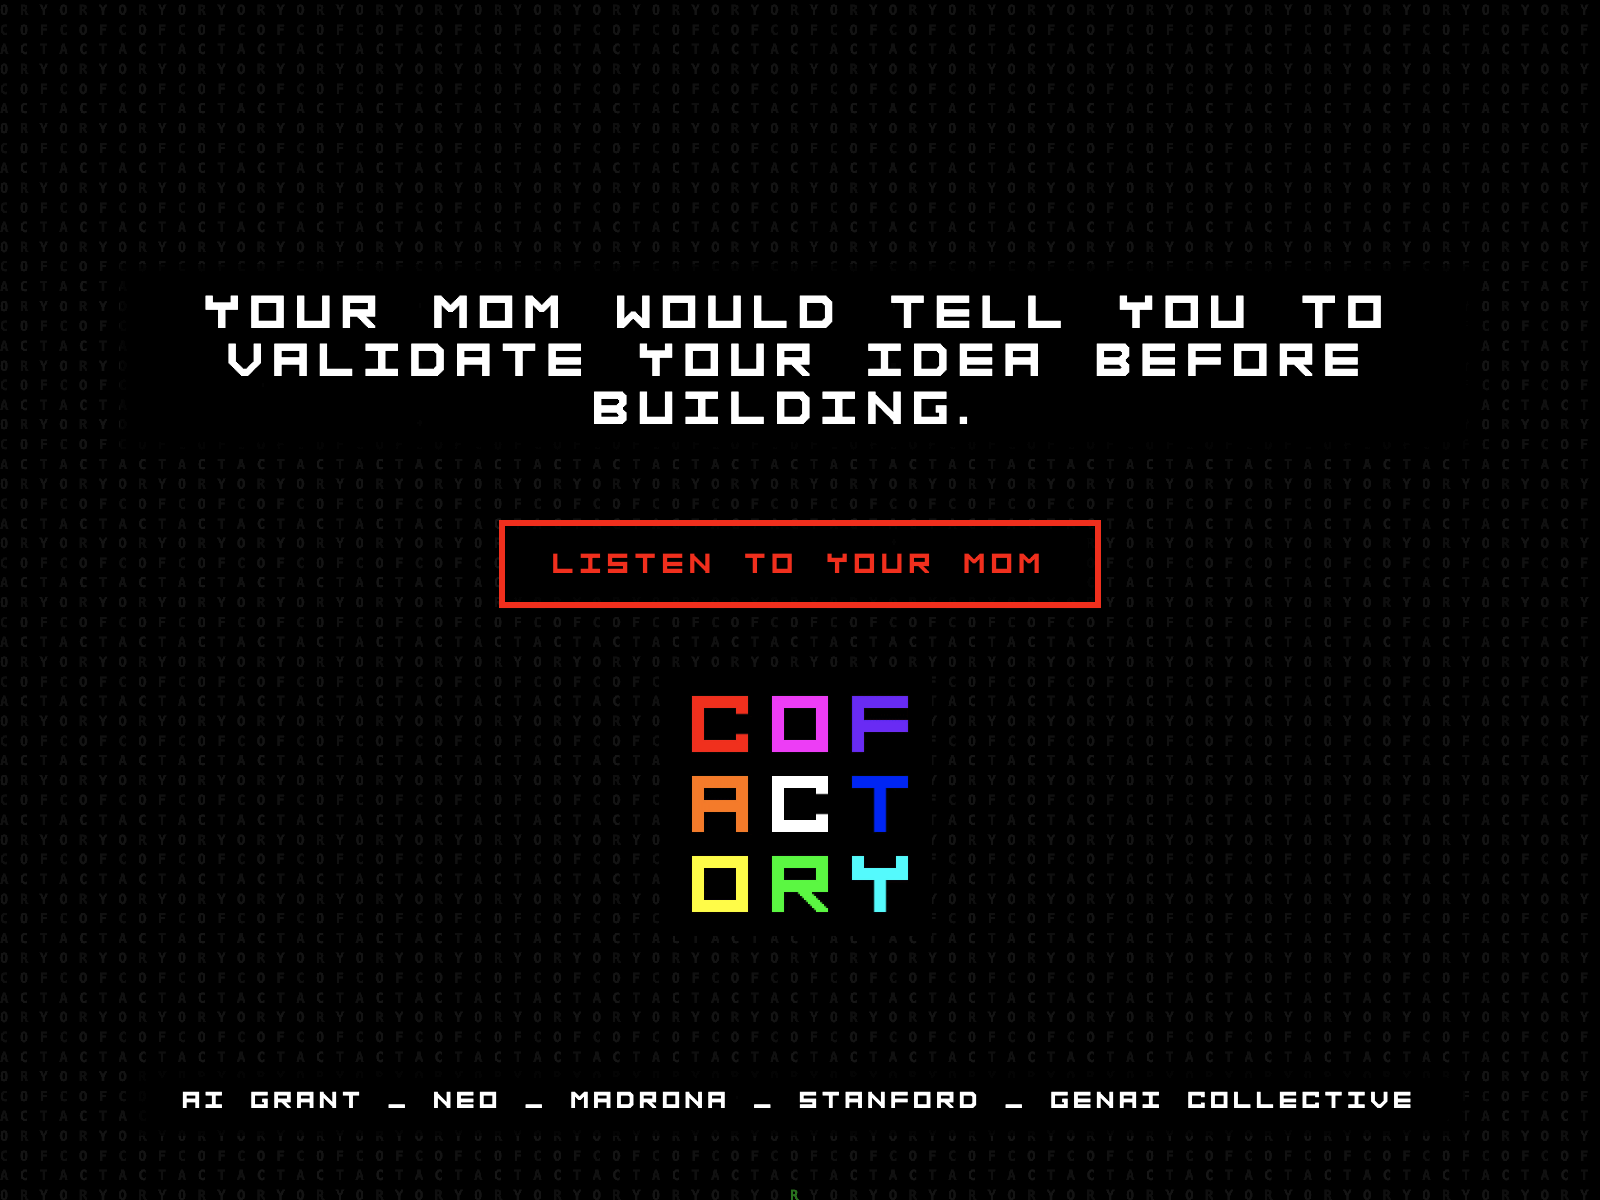 YOUR MOM WOULD TELL YOU TO
VALIDATE YOUR IDEA BEFORE
BUILDING.
LISTEN TO YOUR MOM
COF
ACT
ORY
AI GRANT _ NEO _ MADRONA _ STANFORD _ GENAI COLLECTIVE
R